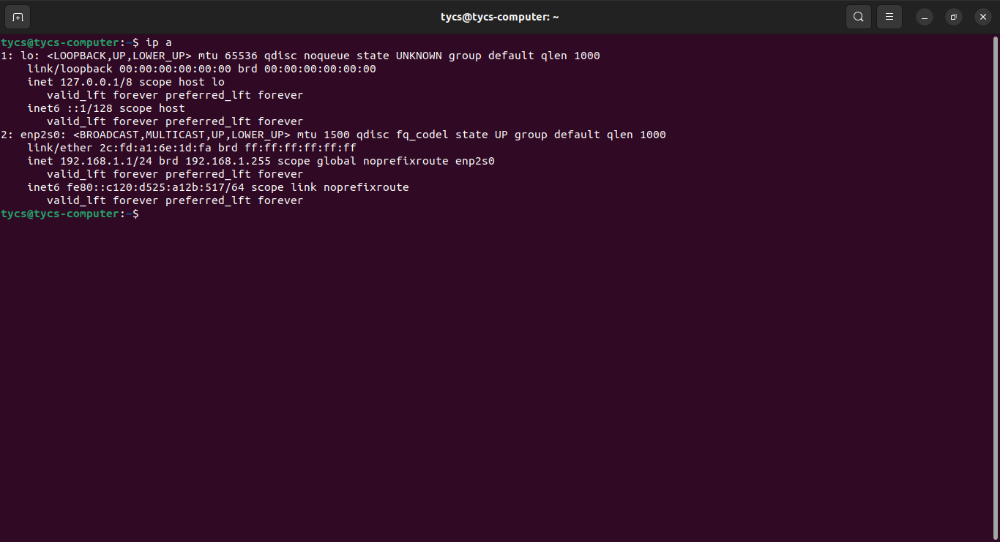 tycs@tycs-computer: ~
tycs@tycs-computer:~$ ip a
1: lo: <LOOPBACK,UP,LOWER_UP> mtu 65536 qdisc noqueue state UNKNOWN group default qlen 1000
    link/loopback 00:00:00:00:00:00 brd 00:00:00:00:00:00
    inet 127.0.0.1/8 scope host lo
       valid_lft forever preferred_lft forever
    inet6 ::1/128 scope host
       valid_lft forever preferred_lft forever
2: enp2s0: <BROADCAST,MULTICAST,UP,LOWER_UP> mtu 1500 qdisc fq_codel state UP group default qlen 1000
    link/ether 2c:fd:a1:6e:1d:fa brd ff:ff:ff:ff:ff:ff
    inet 192.168.1.1/24 brd 192.168.1.255 scope global noprefixroute enp2s0
       valid_lft forever preferred_lft forever
    inet6 fe80::c120:d525:a12b:517/64 scope link noprefixroute
       valid_lft forever preferred_lft forever
tycs@tycs-computer:~$